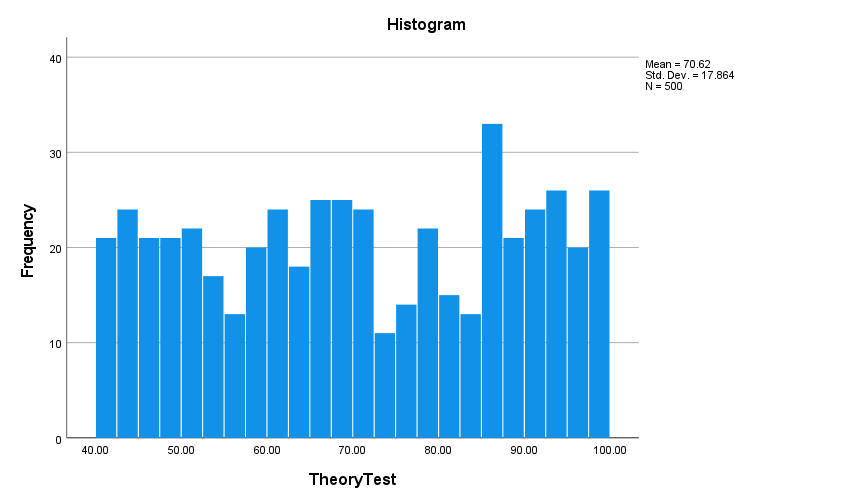 Histogram
Mean = 70.62
Std. Dev. = 17.864
N = 500
Frequency
40
30
20
10
0
40.00 50.00 60.00 70.00 80.00 90.00 100.00
TheoryTest